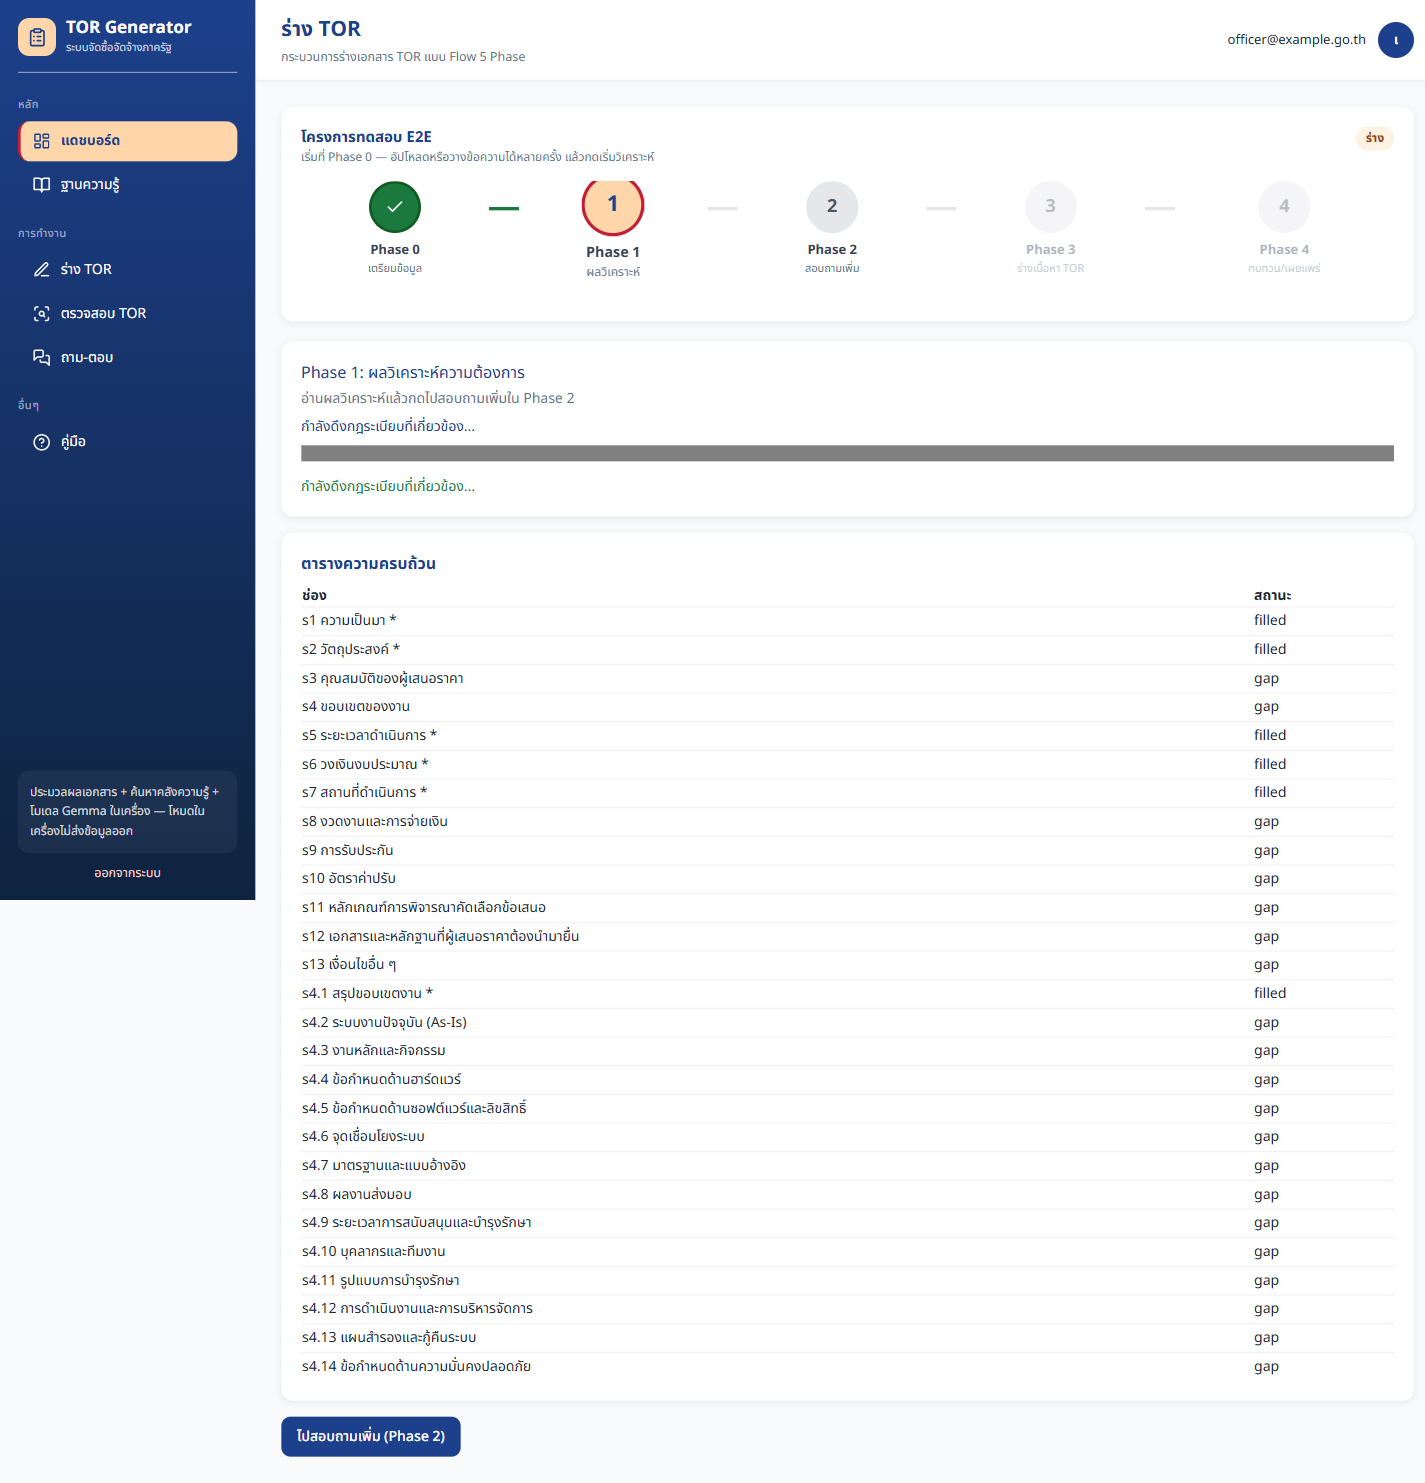 TOR Generator
ระบบจัดซื้อจัดจ้างภาครัฐ
หลัก
แดชบอร์ด
ฐานความรู้
การทำงาน
ร่าง TOR
ตรวจสอบ TOR
ถาม-ตอบ
อื่นๆ
คู่มือ
ประมวลผลเอกสาร + ค้นหาคลังความรู้ +
โมเดล Gemma ในเครื่อง — โหมดใน
เครื่องไม่ส่งข้อมูลออก
ออกจากระบบ
ร่าง TOR
กระบวนการร่างเอกสาร TOR แบบ Flow 5 Phase
officer@example.go.th
เ
โครงการทดสอบ E2E
ร่าง
เริ่มที่ Phase 0 — อัปโหลดหรือวางข้อความได้หลายครั้ง แล้วกดเริ่มวิเคราะห์
1
2
3
4
Phase 0
Phase 1
Phase 2
Phase 3
Phase 4
เตรียมข้อมูล
ผลวิเคราะห์
สอบถามเพิ่ม
ร่างเนื้อหา TOR
ทบทวน/เผยแพร่
Phase 1: ผลวิเคราะห์ความต้องการ
อ่านผลวิเคราะห์แล้วกดไปสอบถามเพิ่มใน Phase 2
กำลังดึงกฎระเบียบที่เกี่ยวข้อง...
กำลังดึงกฎระเบียบที่เกี่ยวข้อง...
ตารางความครบถ้วน
ช่อง สถานะ
s1 ความเป็นมา * filled
s2 วัตถุประสงค์ * filled
s3 คุณสมบัติของผู้เสนอราคา gap
s4 ขอบเขตของงาน gap
s5 ระยะเวลาดำเนินการ * filled
s6 วงเงินงบประมาณ * filled
s7 สถานที่ดำเนินการ * filled
s8 งวดงานและการจ่ายเงิน gap
s9 การรับประกัน gap
s10 อัตราค่าปรับ gap
s11 หลักเกณฑ์การพิจารณาคัดเลือกข้อเสนอ gap
s12 เอกสารและหลักฐานที่ผู้เสนอราคาต้องนำมายื่น gap
s13 เงื่อนไขอื่น ๆ gap
s4.1 สรุปขอบเขตงาน * filled
s4.2 ระบบงานปัจจุบัน (As-Is) gap
s4.3 งานหลักและกิจกรรม gap
s4.4 ข้อกำหนดด้านฮาร์ดแวร์ gap
s4.5 ข้อกำหนดด้านซอฟต์แวร์และลิขสิทธิ์ gap
s4.6 จุดเชื่อมโยงระบบ gap
s4.7 มาตรฐานและแบบอ้างอิง gap
s4.8 ผลงานส่งมอบ gap
s4.9 ระยะเวลาการสนับสนุนและบำรุงรักษา gap
s4.10 บุคลากรและทีมงาน gap
s4.11 รูปแบบการบำรุงรักษา gap
s4.12 การดำเนินงานและการบริหารจัดการ gap
s4.13 แผนสำรองและกู้คืนระบบ gap
s4.14 ข้อกำหนดด้านความมั่นคงปลอดภัย gap
ไปสอบถามเพิ่ม (Phase 2)